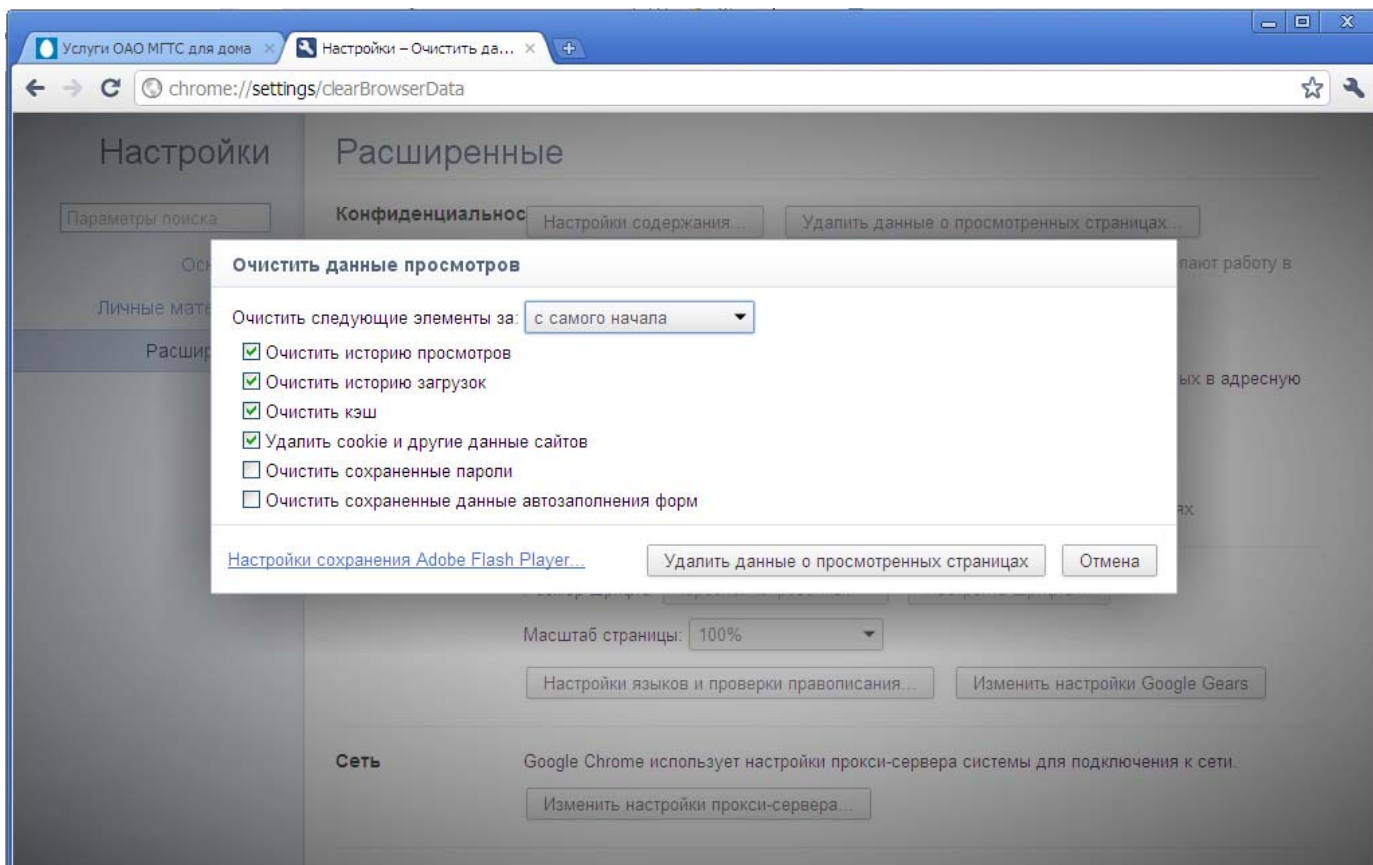 Услуги ОАО МГТС для дома
Настройки – Очистить да...
chrome://settings/clearBrowserData
Настройки
Расширенные
Параметры поиска
Конфиденциальнос
Настройки содержания...
Удалить данные о просмотренных страницах...
Осн
пают работу в
Очистить данные просмотров
Личные мате
Очистить следующие элементы за: с самого начала
Расшир
Очистить историю просмотров
Очистить историю загрузок
ых в адресную
Очистить кэш
Удалить cookie и другие данные сайтов
Очистить сохраненные пароли
Очистить сохраненные данные автозаполнения форм
ях
Настройки сохранения Adobe Flash Player...
Удалить данные о просмотренных страницах
Отмена
Масштаб страницы: 100%
Настройки языков и проверки правописания...
Изменить настройки Google Gears
Сеть
Google Chrome использует настройки прокси-сервера системы для подключения к сети.
Изменить настройки прокси-сервера...